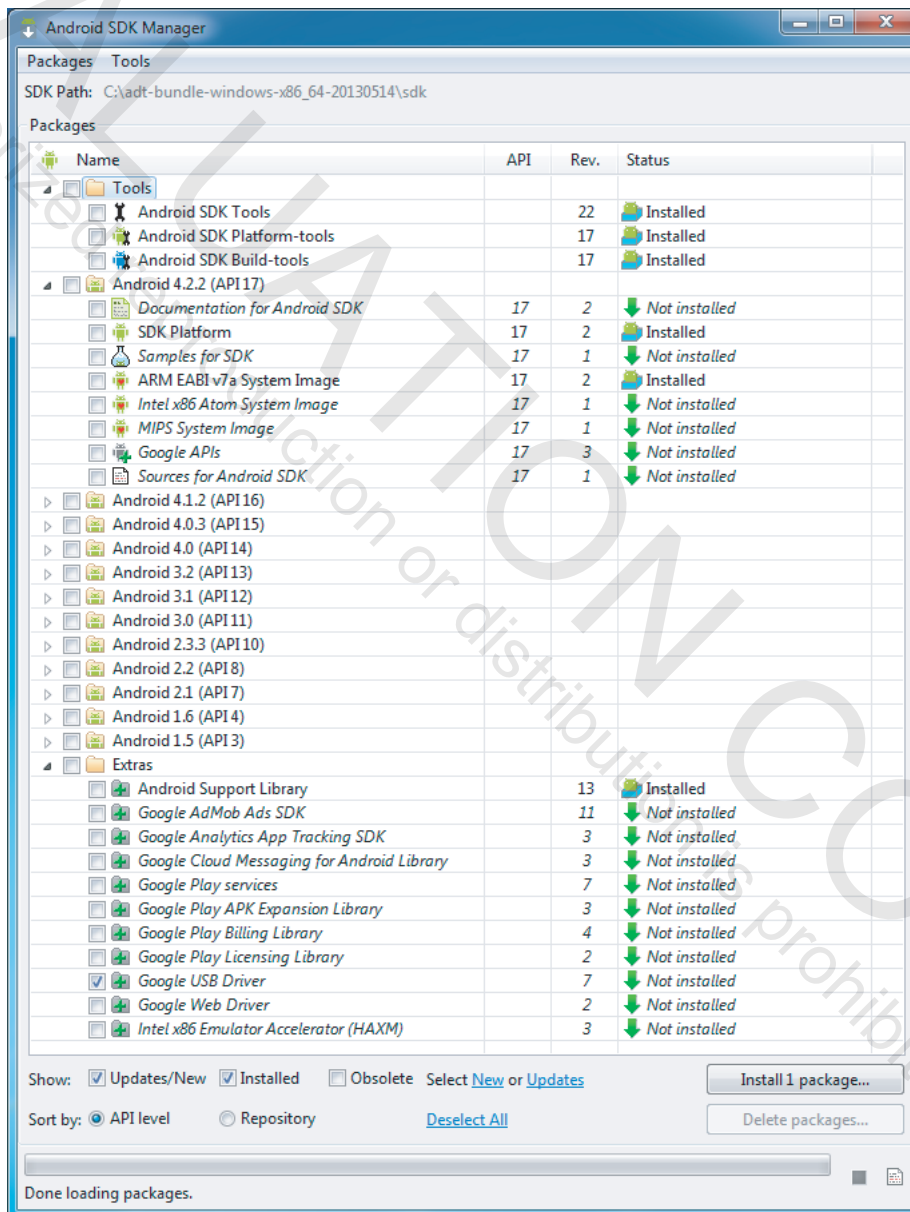 Android SDK Manager
Packages Tools
SDK Path: C:\adt-bundle-windows-x86_64-20130514\sdk
Packages
Name API Rev. Status
Tools
Android SDK Tools 22 Installed
Android SDK Platform-tools 17 Installed
Android SDK Build-tools 17 Installed
Android 4.2.2 (API 17)
Documentation for Android SDK 17 2 Not installed
SDK Platform 17 2 Installed
Samples for SDK 17 1 Not installed
ARM EABI v7a System Image 17 2 Installed
Intel x86 Atom System Image 17 1 Not installed
MIPS System Image 17 1 Not installed
Google APIs 17 3 Not installed
Sources for Android SDK 17 1 Not installed
Android 4.1.2 (API 16)
Android 4.0.3 (API 15)
Android 4.0 (API 14)
Android 3.2 (API 13)
Android 3.1 (API 12)
Android 3.0 (API 11)
Android 2.3.3 (API 10)
Android 2.2 (API 8)
Android 2.1 (API 7)
Android 1.6 (API 4)
Android 1.5 (API 3)
Extras
Android Support Library 13 Installed
Google AdMob Ads SDK 11 Not installed
Google Analytics App Tracking SDK 3 Not installed
Google Cloud Messaging for Android Library 3 Not installed
Google Play services 7 Not installed
Google Play APK Expansion Library 3 Not installed
Google Play Billing Library 4 Not installed
Google Play Licensing Library 2 Not installed
Google USB Driver 7 Not installed
Google Web Driver 2 Not installed
Intel x86 Emulator Accelerator (HAXM) 3 Not installed
Show: Updates/New Installed Obsolete Select New or Updates Install 1 package...
Sort by: API level Repository Deselect All Delete packages...
Done loading packages.